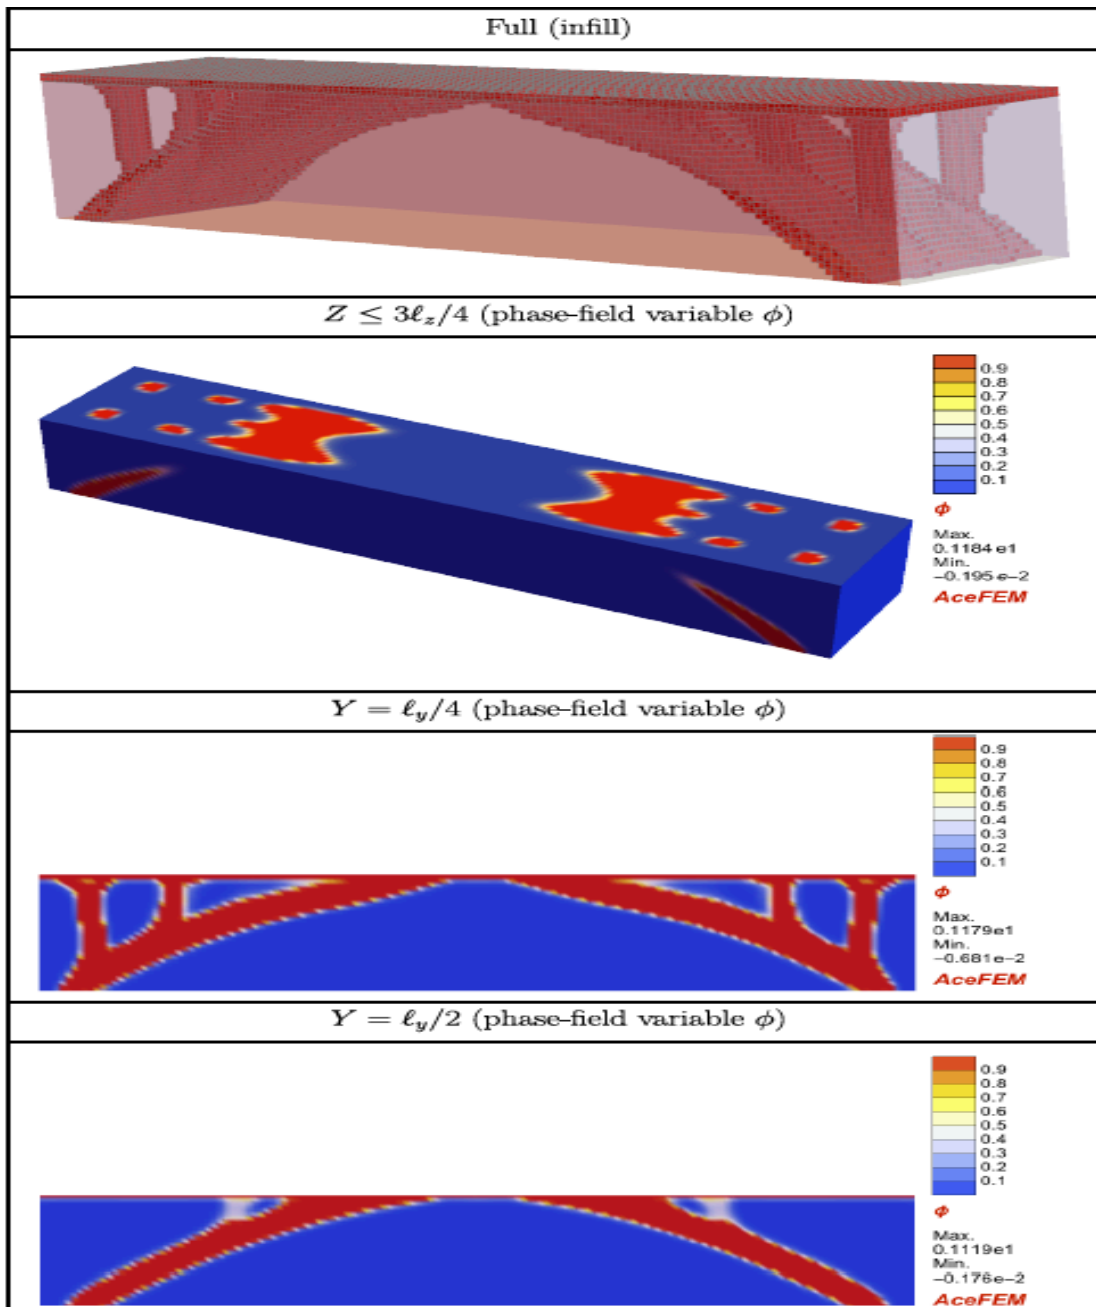 Full (infill)
Z ≤ 3ℓ_z/4 (phase-field variable ϕ)
0.9
0.8
0.7
0.6
0.5
0.4
0.3
0.2
0.1
ϕ
Max.
0.1184e1
Min.
-0.195e-2
AceFEM
Y = ℓ_y/4 (phase-field variable ϕ)
0.9
0.8
0.7
0.6
0.5
0.4
0.3
0.2
0.1
ϕ
Max.
0.1179e1
Min.
-0.681e-2
AceFEM
Y = ℓ_y/2 (phase-field variable ϕ)
0.9
0.8
0.7
0.6
0.5
0.4
0.3
0.2
0.1
ϕ
Max.
0.1119e1
Min.
-0.176e-2
AceFEM